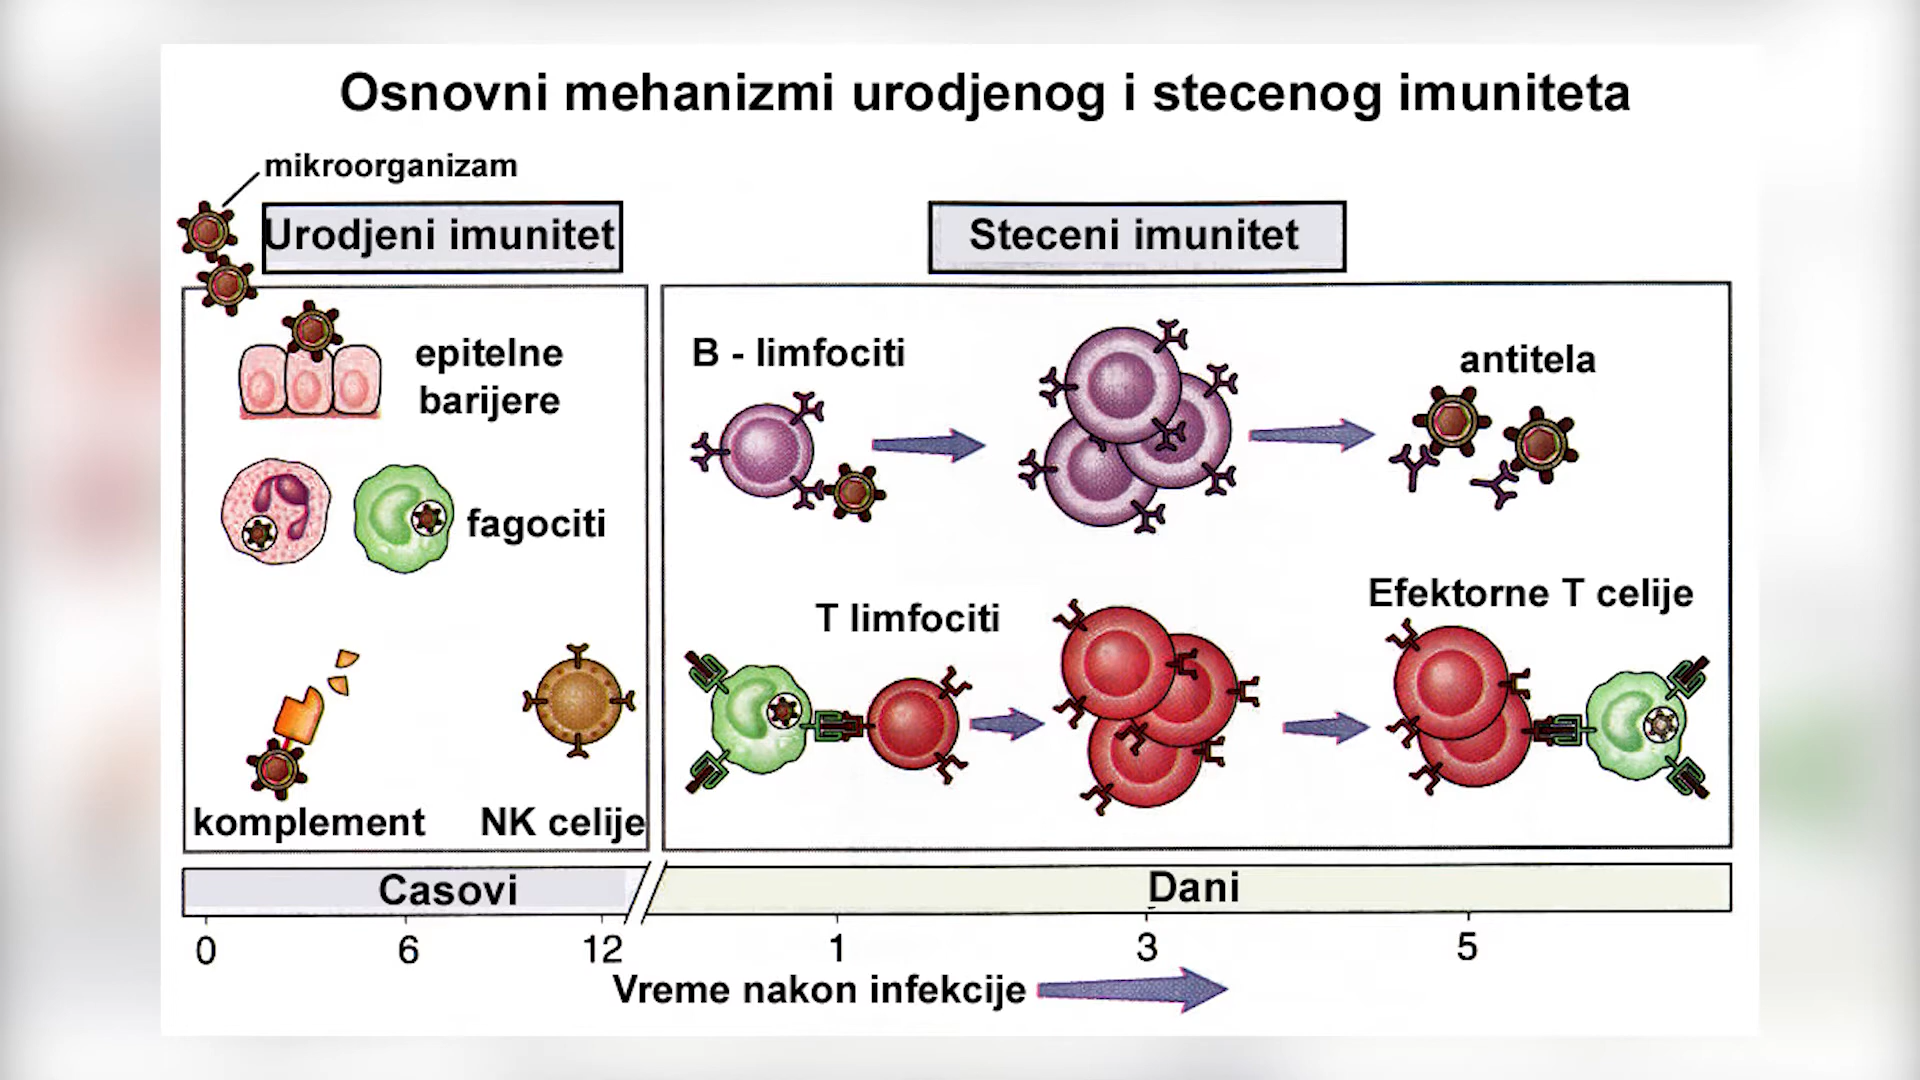 Osnovni mehanizmi urodjenog i stecenog imuniteta
mikroorganizam
Urodjeni imunitet
Steceni imunitet
epitelne
barijere
fagociti
komplement
NK celije
B - limfociti
antitela
T limfociti
Efektorne T celije
Casovi
Dani
0 6 12 1 3 5
Vreme nakon infekcije